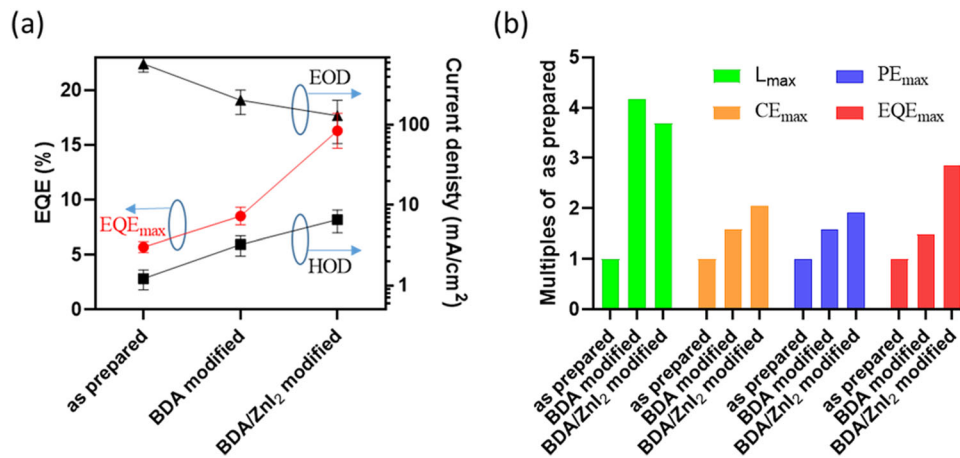 (a)
EQE (%)
20
15
10
5
0
EOD
EQEmax
HOD
100
10
1
Current denisty (mA/cm²)
as prepared
BDA modified
BDA/ZnI₂ modified
(b)
Multiples of as prepared
5
4
3
2
1
0
Lmax
PEmax
CEmax
EQEmax
as prepared
BDA modified
BDA/ZnI₂ modified
as prepared
BDA modified
BDA/ZnI₂ modified
as prepared
BDA modified
BDA/ZnI₂ modified
as prepared
BDA modified
BDA/ZnI₂ modified